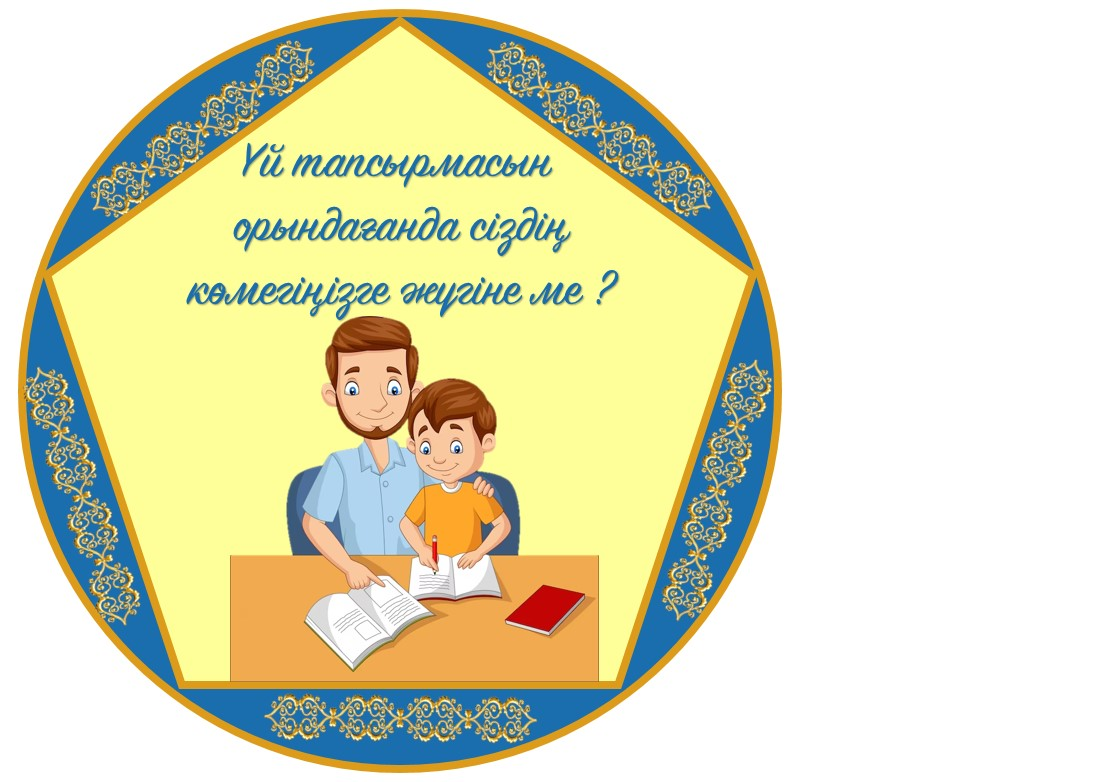 Үй тапсырмасын
орындағанда сіздің
көмегіңізге жүгіне ме ?